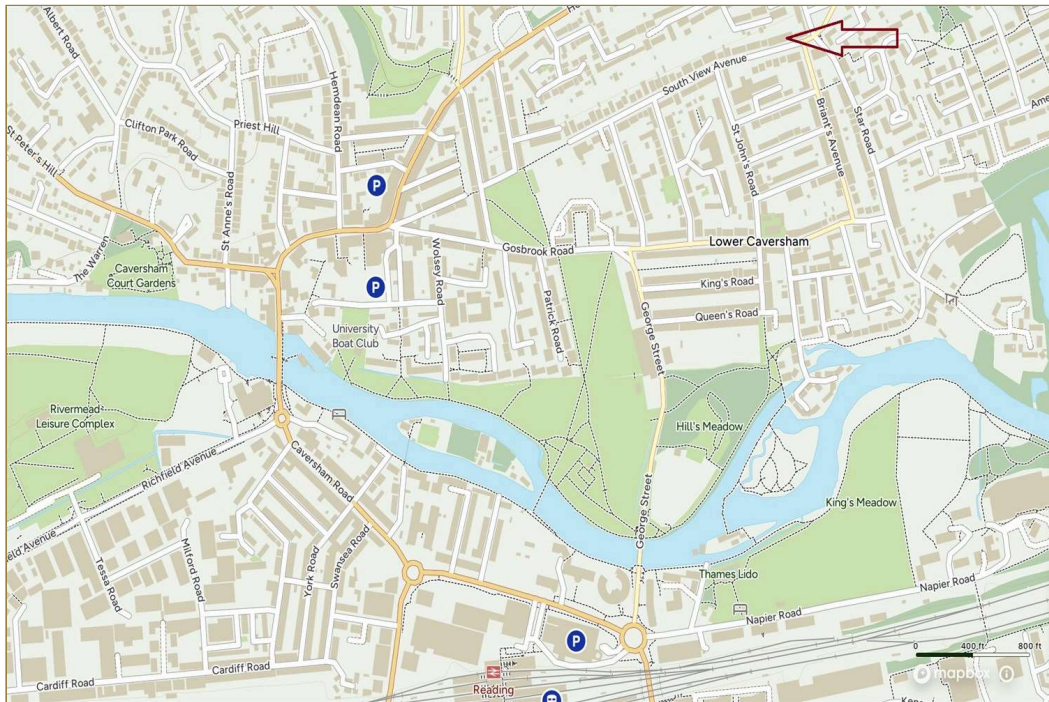 Albert Road
Hemdean Road
South View Avenue
Clifton Park Road
Priest Hill
St John's Road
Briant's Avenue
Star Road
St Peter's Hill
St Anne's Road
P
Wolsey Road
Gosbrook Road
Lower Caversham
The Warren
Caversham
Court Gardens
P
King's Road
Patrick Road
George Street
Queen's Road
University
Boat Club
Rivermead
Leisure Complex
Hill's Meadow
Richfield Avenue
Caversham Road
King's Meadow
George Street
Swansea Road
York Road
Milford Road
Tessa Road
Thames Lido
Napier Road
Napier Road
P
0 400 ft 800 ft
Cardiff Road
Cardiff Road
Reading
mapbox